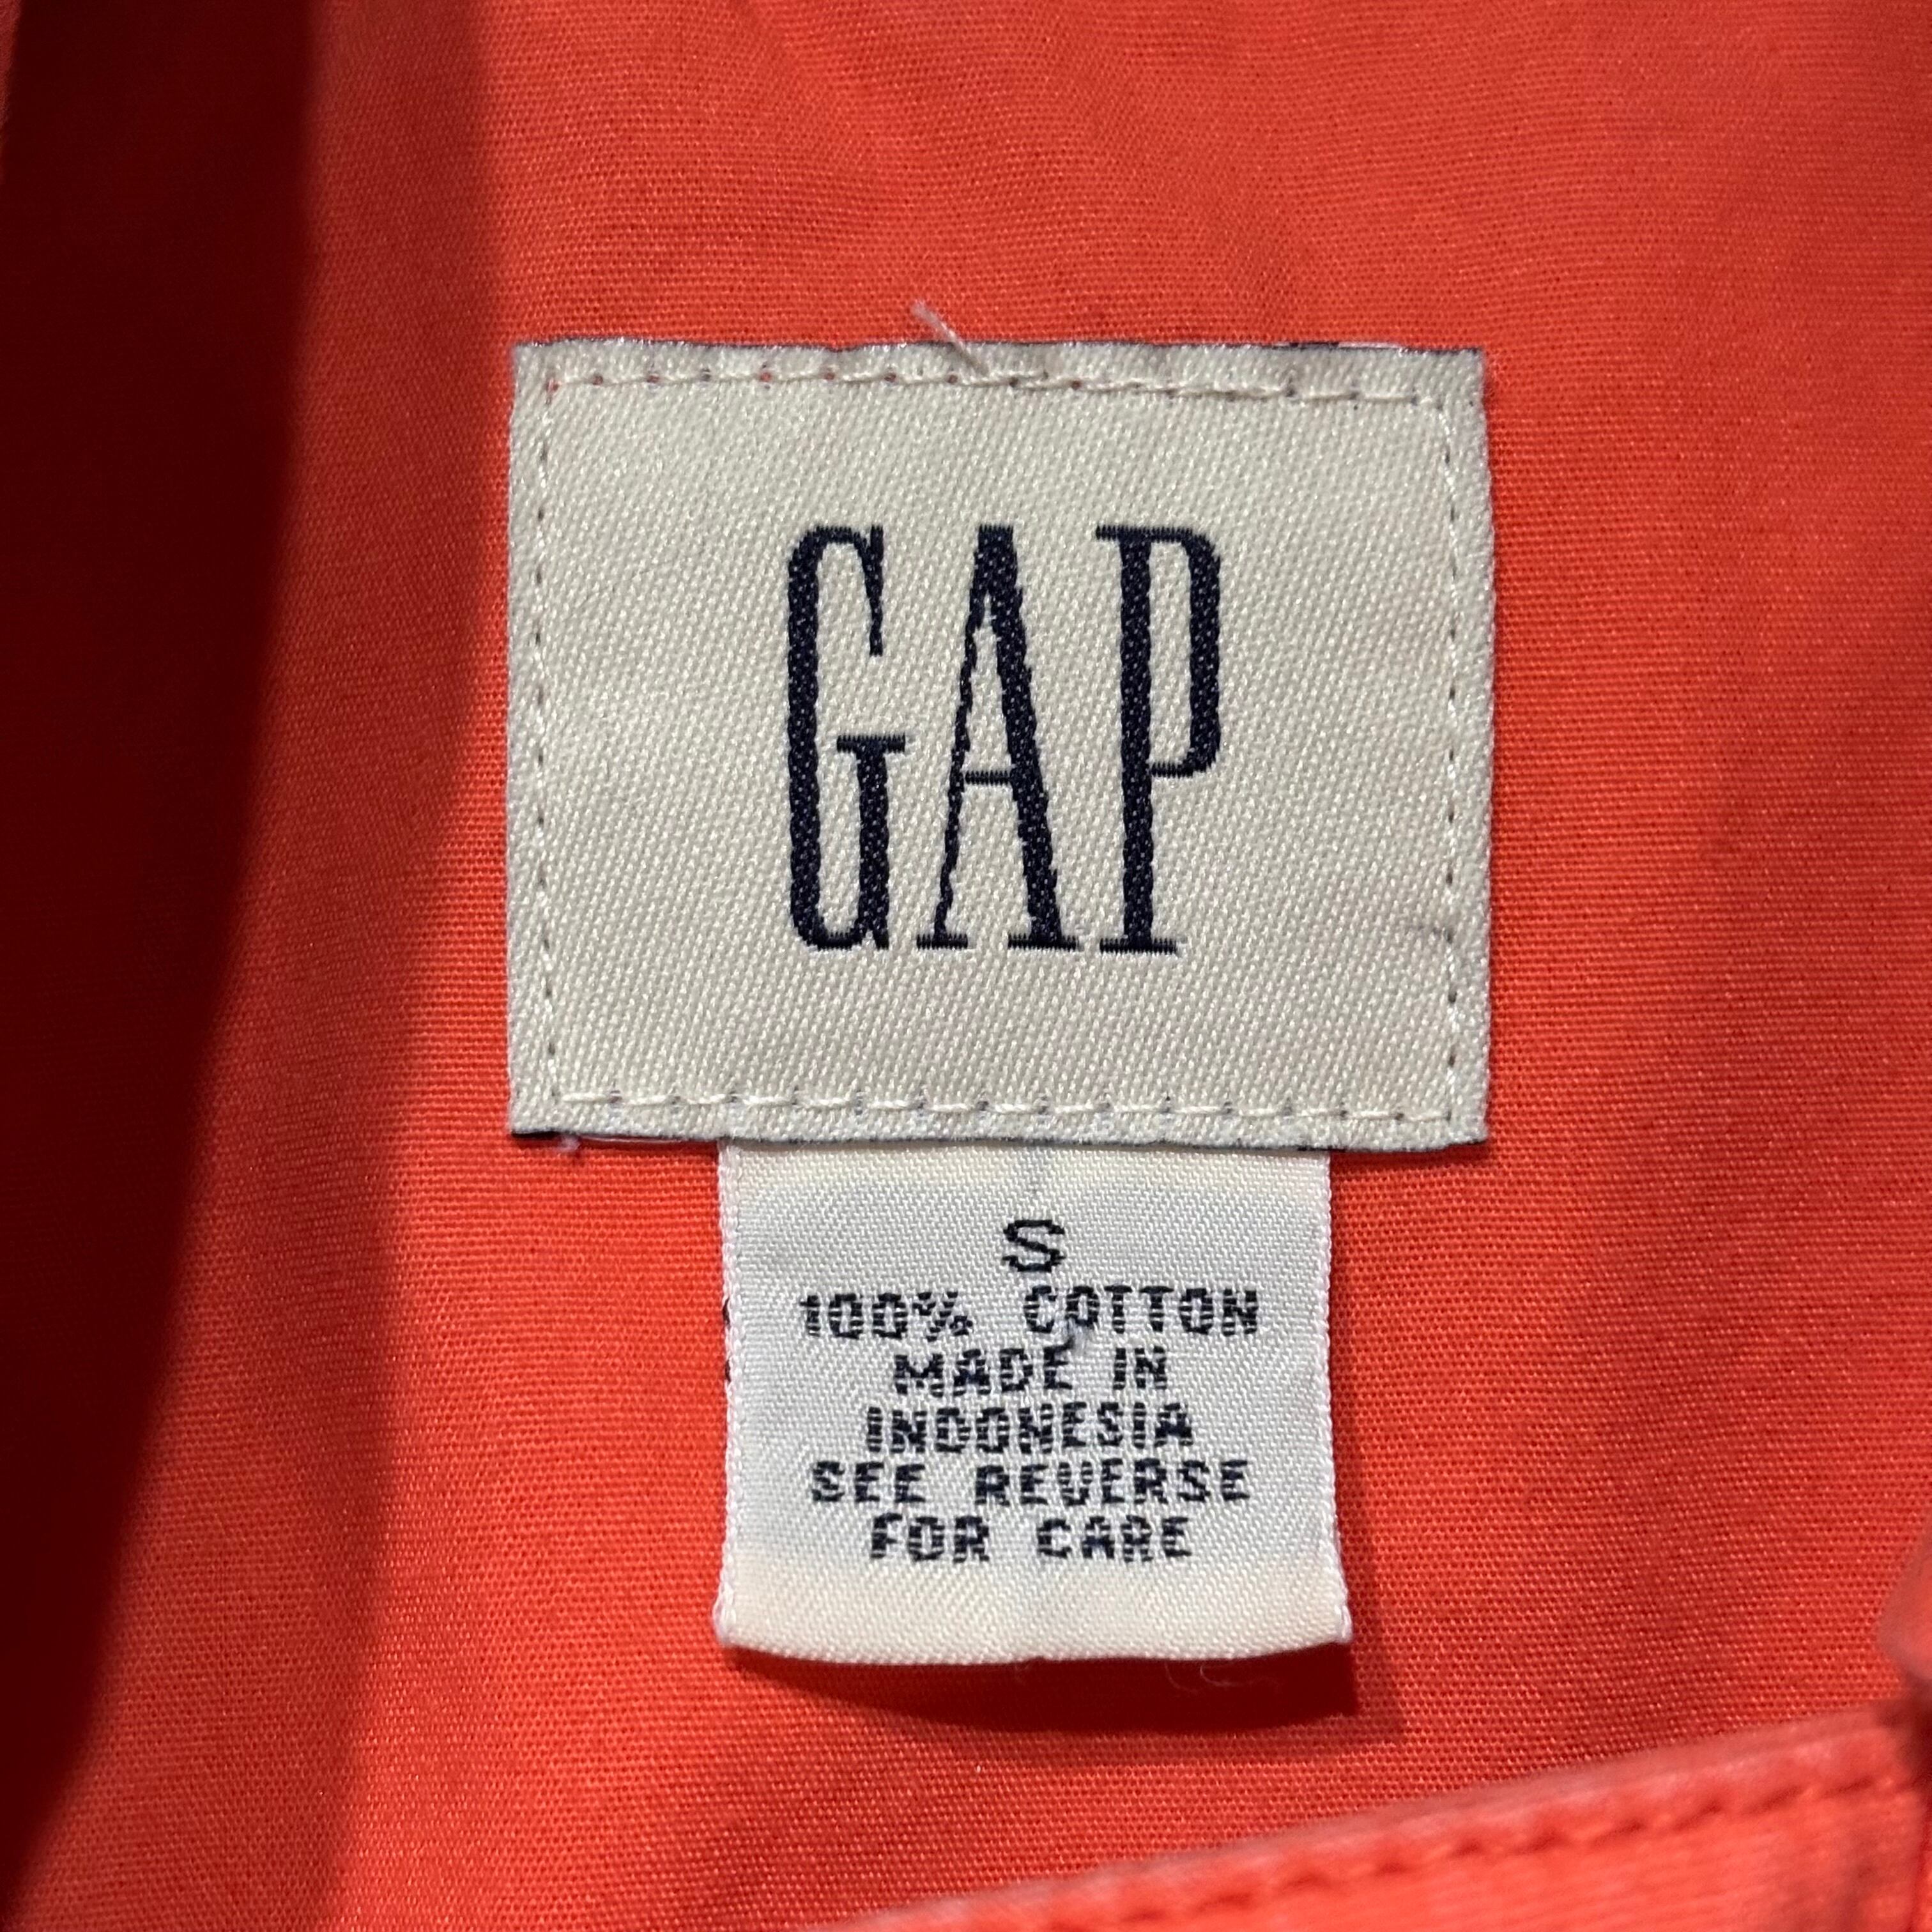 GAP
S
100% COTTON
MADE IN
INDONESIA
SEE REVERSE
FOR CARE